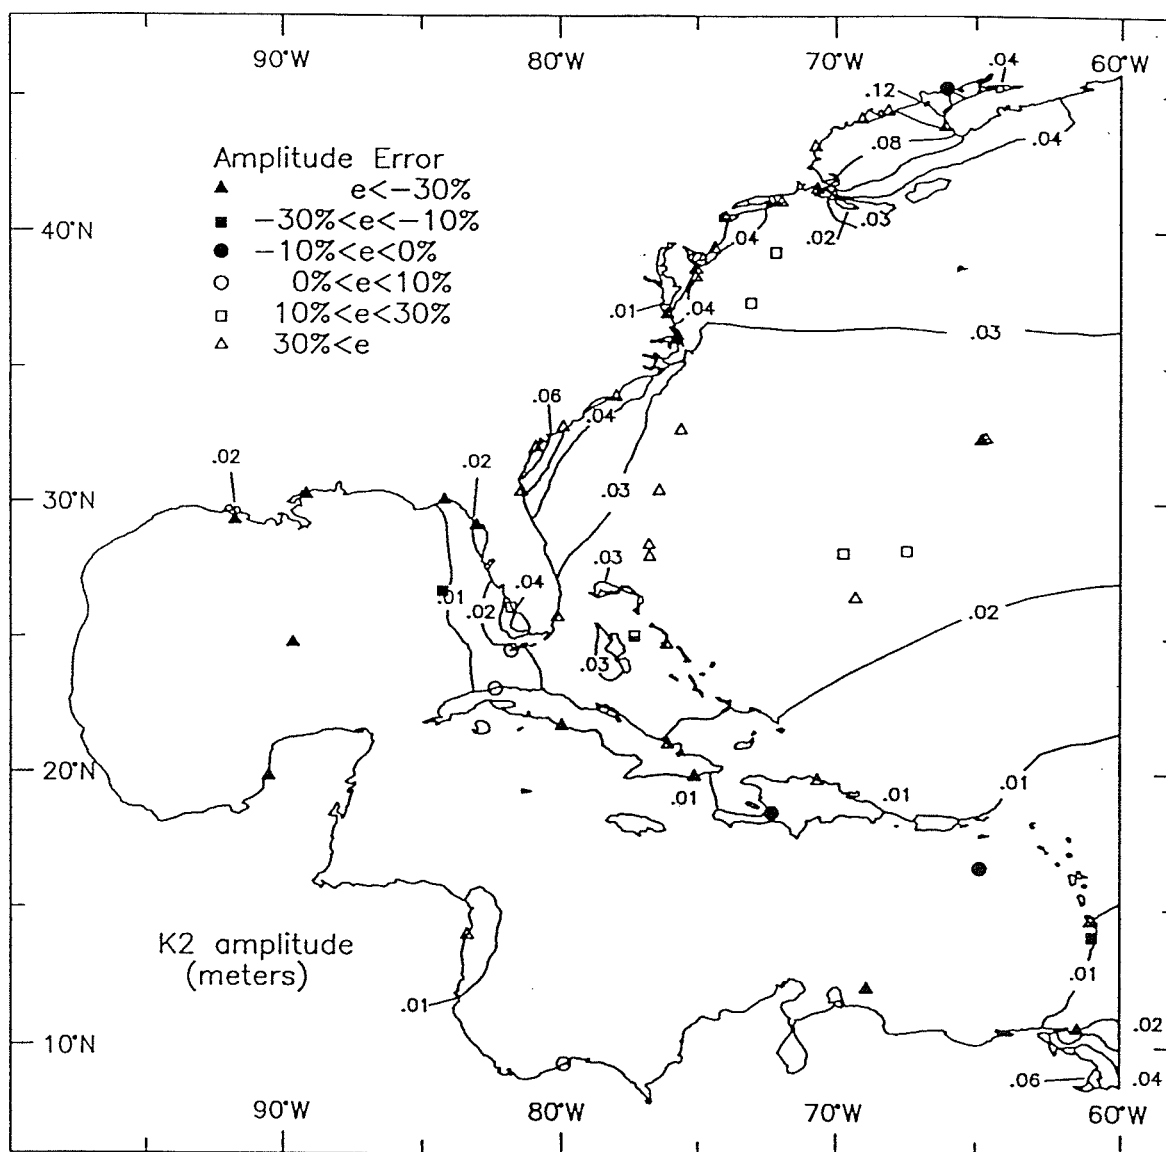 90°W 80°W 70°W 60°W
.04
.12
.08
.04
Amplitude Error
e<-30%
-30%<e<-10%
-10%<e<0%
0%<e<10%
10%<e<30%
30%<e
40°N
.03
.02
.04
.01
.04
.03
.06
.04
.02
.02
30°N
.03
.03
.04
.01
.02
.02
.03
20°N
.01
.01
.01
K2 amplitude
(meters)
.01
.01
10°N
.02
.06
.04
90°W 80°W 70°W 60°W